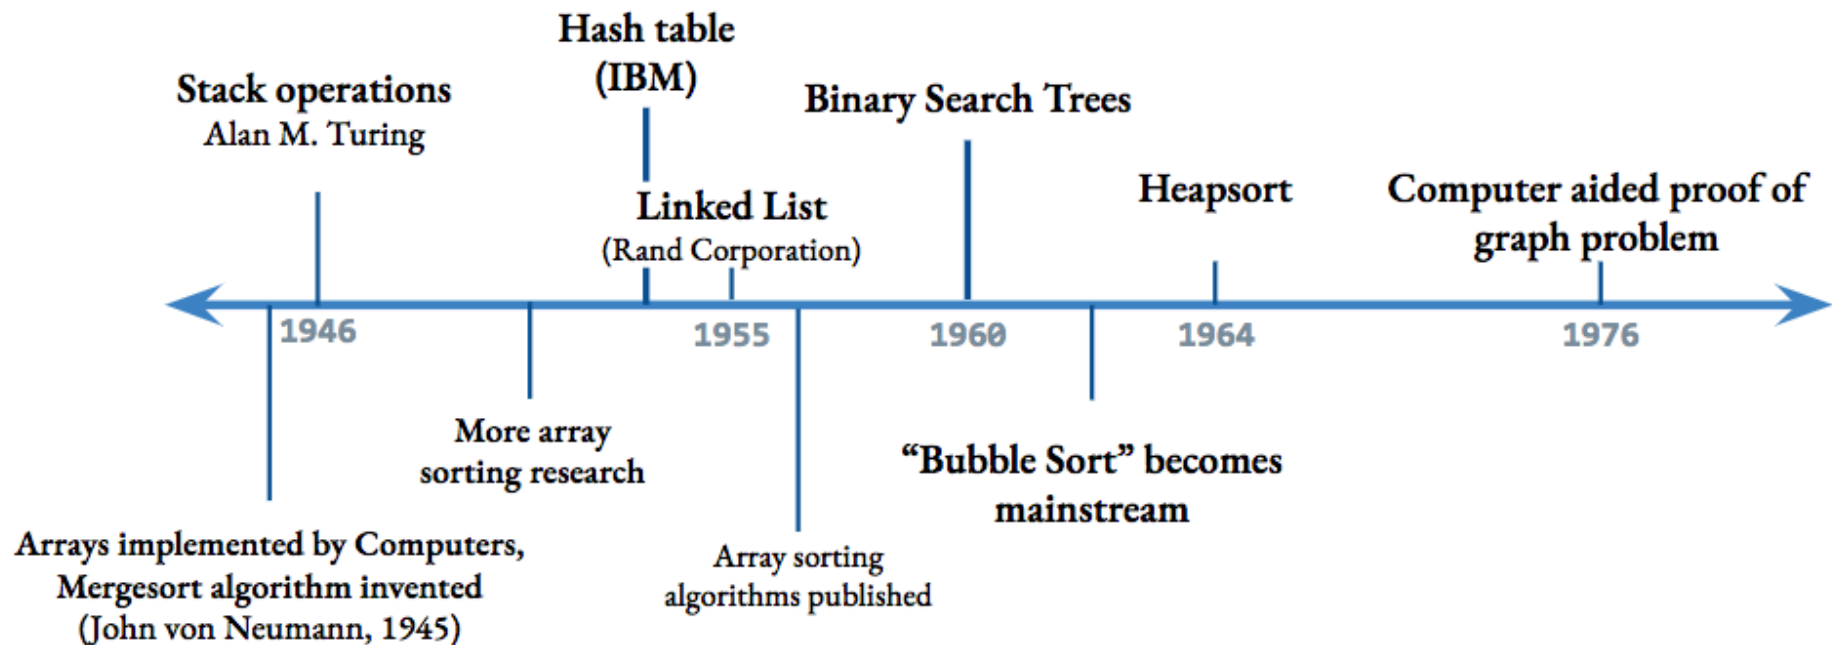 Hash table
(IBM)
Stack operations
Alan M. Turing
Binary Search Trees
Linked List
(Rand Corporation)
Heapsort
Computer aided proof of
graph problem
1946
1955
1960
1964
1976
More array
sorting research
“Bubble Sort” becomes
mainstream
Arrays implemented by Computers,
Mergesort algorithm invented
(John von Neumann, 1945)
Array sorting
algorithms published